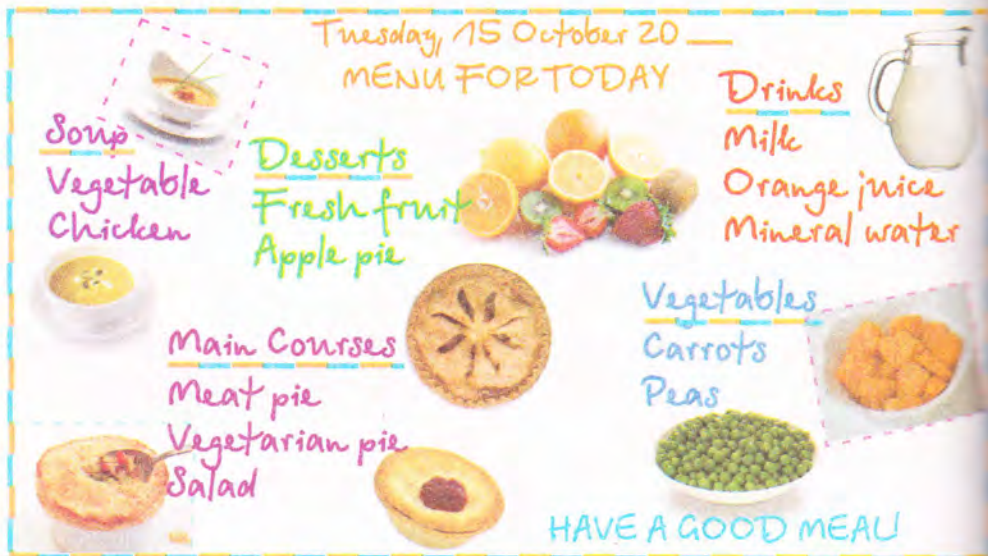 Tuesday, 15 October 20__
MENU FOR TODAY
Soup
Vegetable
Chicken
Desserts
Fresh fruit
Apple pie
Drinks
Milk
Orange juice
Mineral water
Main Courses
Meat pie
Vegetarian pie
Salad
Vegetables
Carrots
Peas
HAVE A GOOD MEAL!